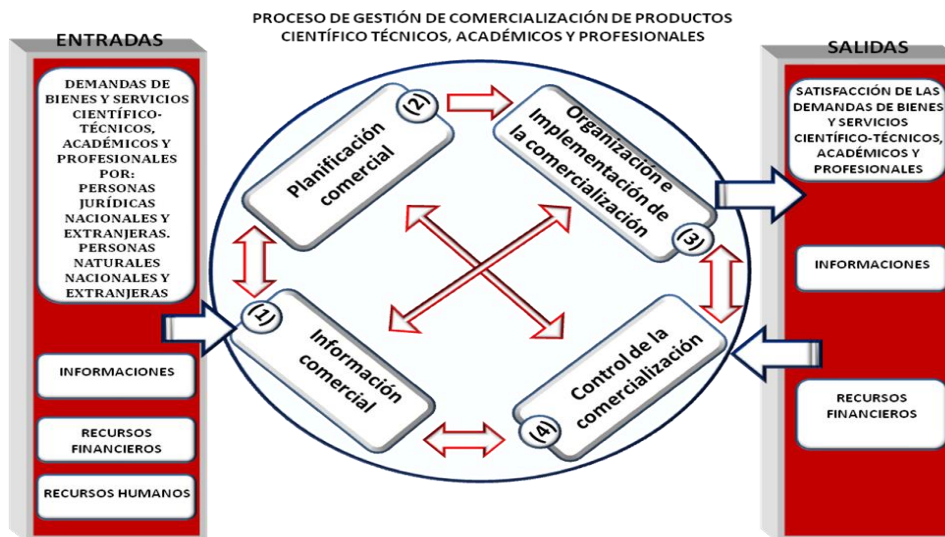 PROCESO DE GESTIÓN DE COMERCIALIZACIÓN DE PRODUCTOS
CIENTÍFICO TÉCNICOS, ACADÉMICOS Y PROFESIONALES
ENTRADAS
DEMANDAS DE
BIENES Y SERVICIOS
CIENTÍFICO-
TÉCNICOS,
ACADÉMICOS Y
PROFESIONALES
POR:
PERSONAS
JURÍDICAS
NACIONALES Y
EXTRANJERAS.
PERSONAS
NATURALES
NACIONALES Y
EXTRANJERAS
INFORMACIONES
RECURSOS
FINANCIEROS
RECURSOS HUMANOS
(1)
Información
comercial
(2)
Planificación
comercial
Organización e
Implementación de
la comercialización
(3)
Control de la
comercialización
(4)
SALIDAS
SATISFACCIÓN DE LAS
DEMANDAS DE BIENES
Y SERVICIOS
CIENTÍFICO-TÉCNICOS,
ACADÉMICOS Y
PROFESIONALES
INFORMACIONES
RECURSOS
FINANCIEROS